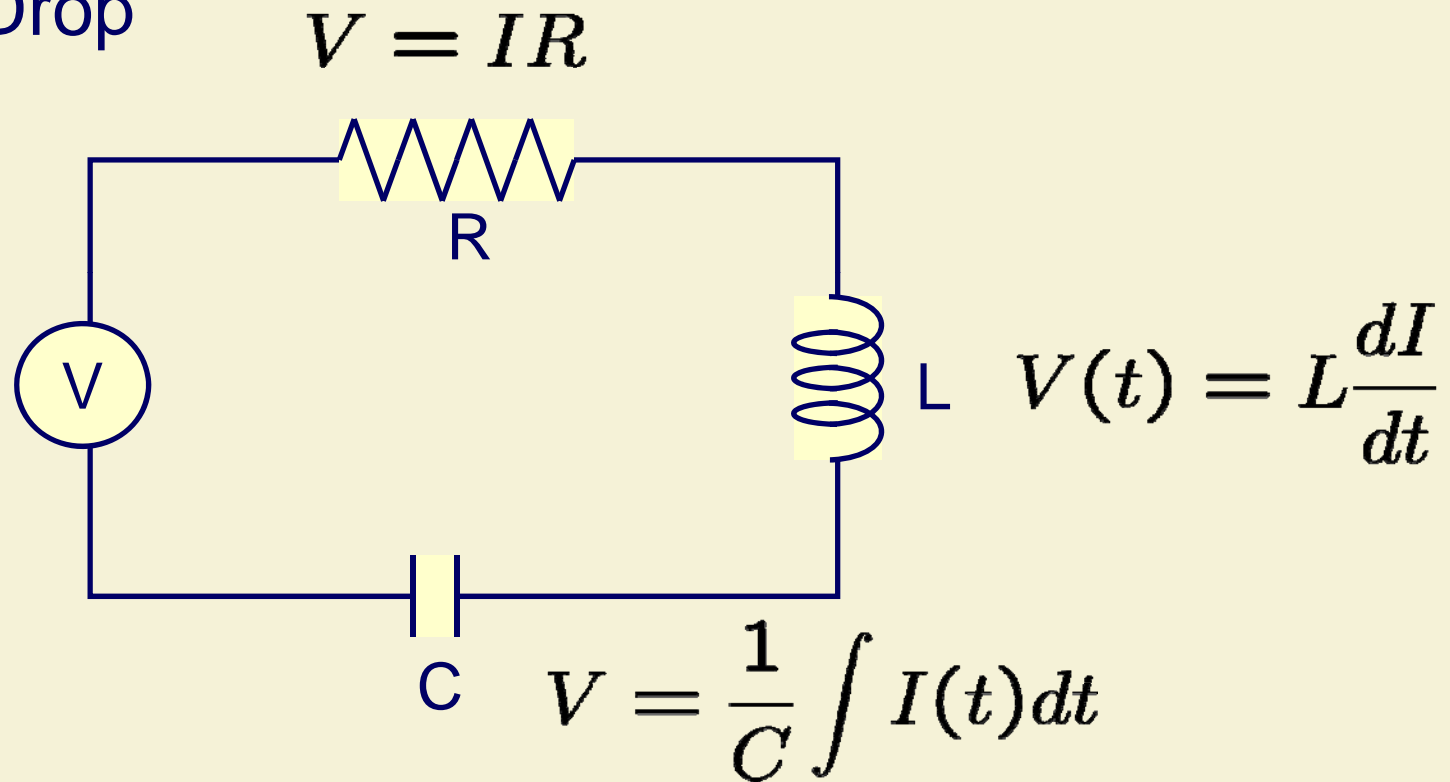 Drop
V = IR
R
V
L
V(t) = L dI/dt
C
V = 1/C ∫ I(t)dt